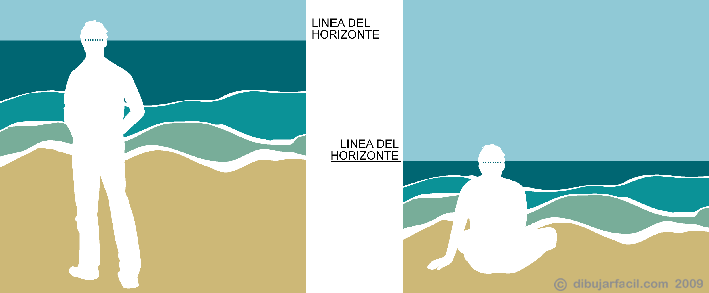 LINEA DEL
HORIZONTE
LINEA DEL
HORIZONTE
© dibujarfacil.com 2009